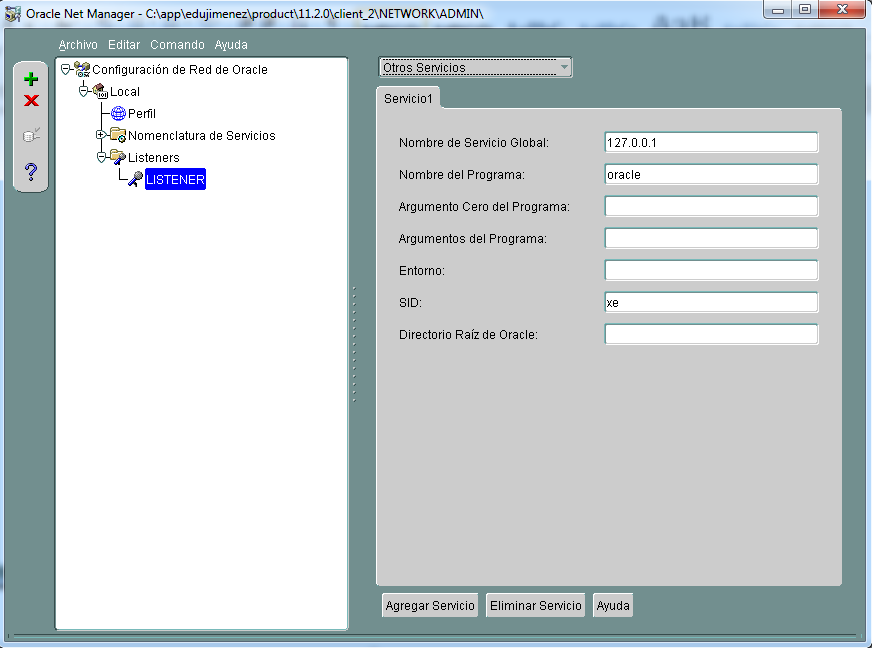 Oracle Net Manager - C:\app\edujimenez\product\11.2.0\client_2\NETWORK\ADMIN\
Archivo Editar Comando Ayuda
Configuración de Red de Oracle
Local
Perfil
Nomenclatura de Servicios
Listeners
LISTENER
Otros Servicios
Servicio1
Nombre de Servicio Global: 127.0.0.1
Nombre del Programa: oracle
Argumento Cero del Programa:
Argumentos del Programa:
Entorno:
SID: xe
Directorio Raíz de Oracle:
Agregar Servicio Eliminar Servicio Ayuda